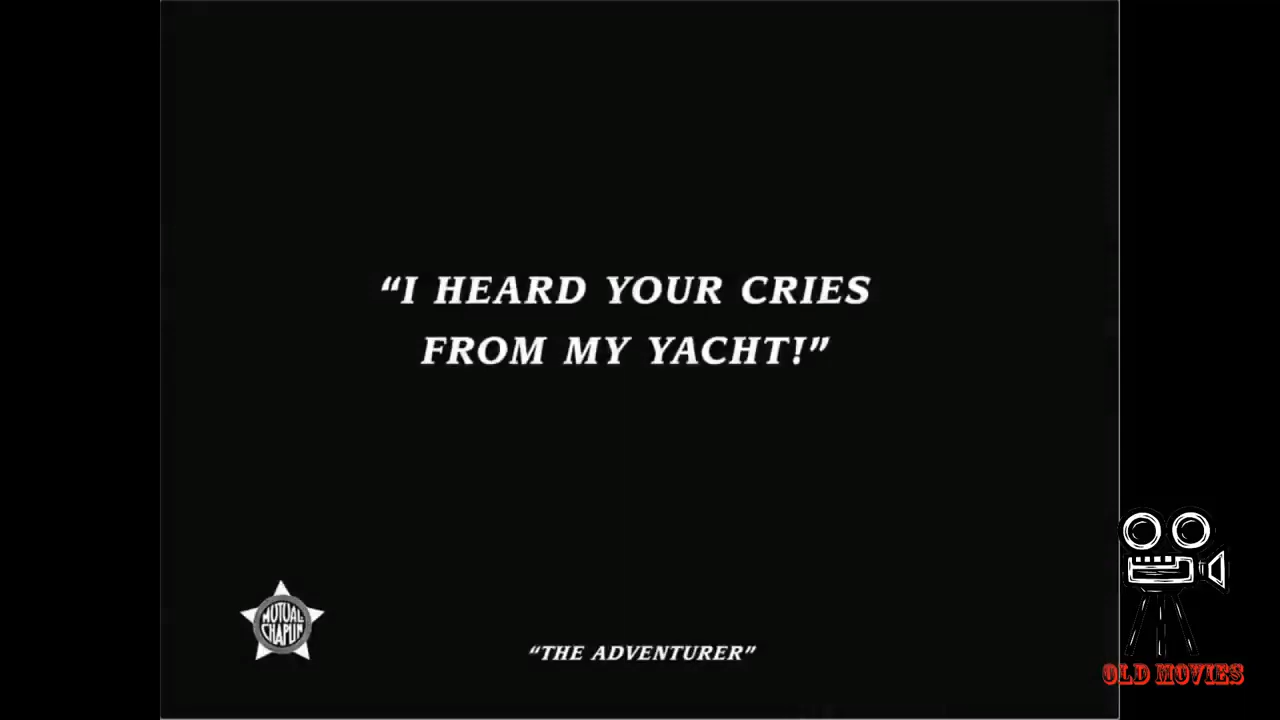 “I HEARD YOUR CRIES
FROM MY YACHT!”
MUTUAL
CHAPLIN
“THE ADVENTURER”
OLD MOVIES